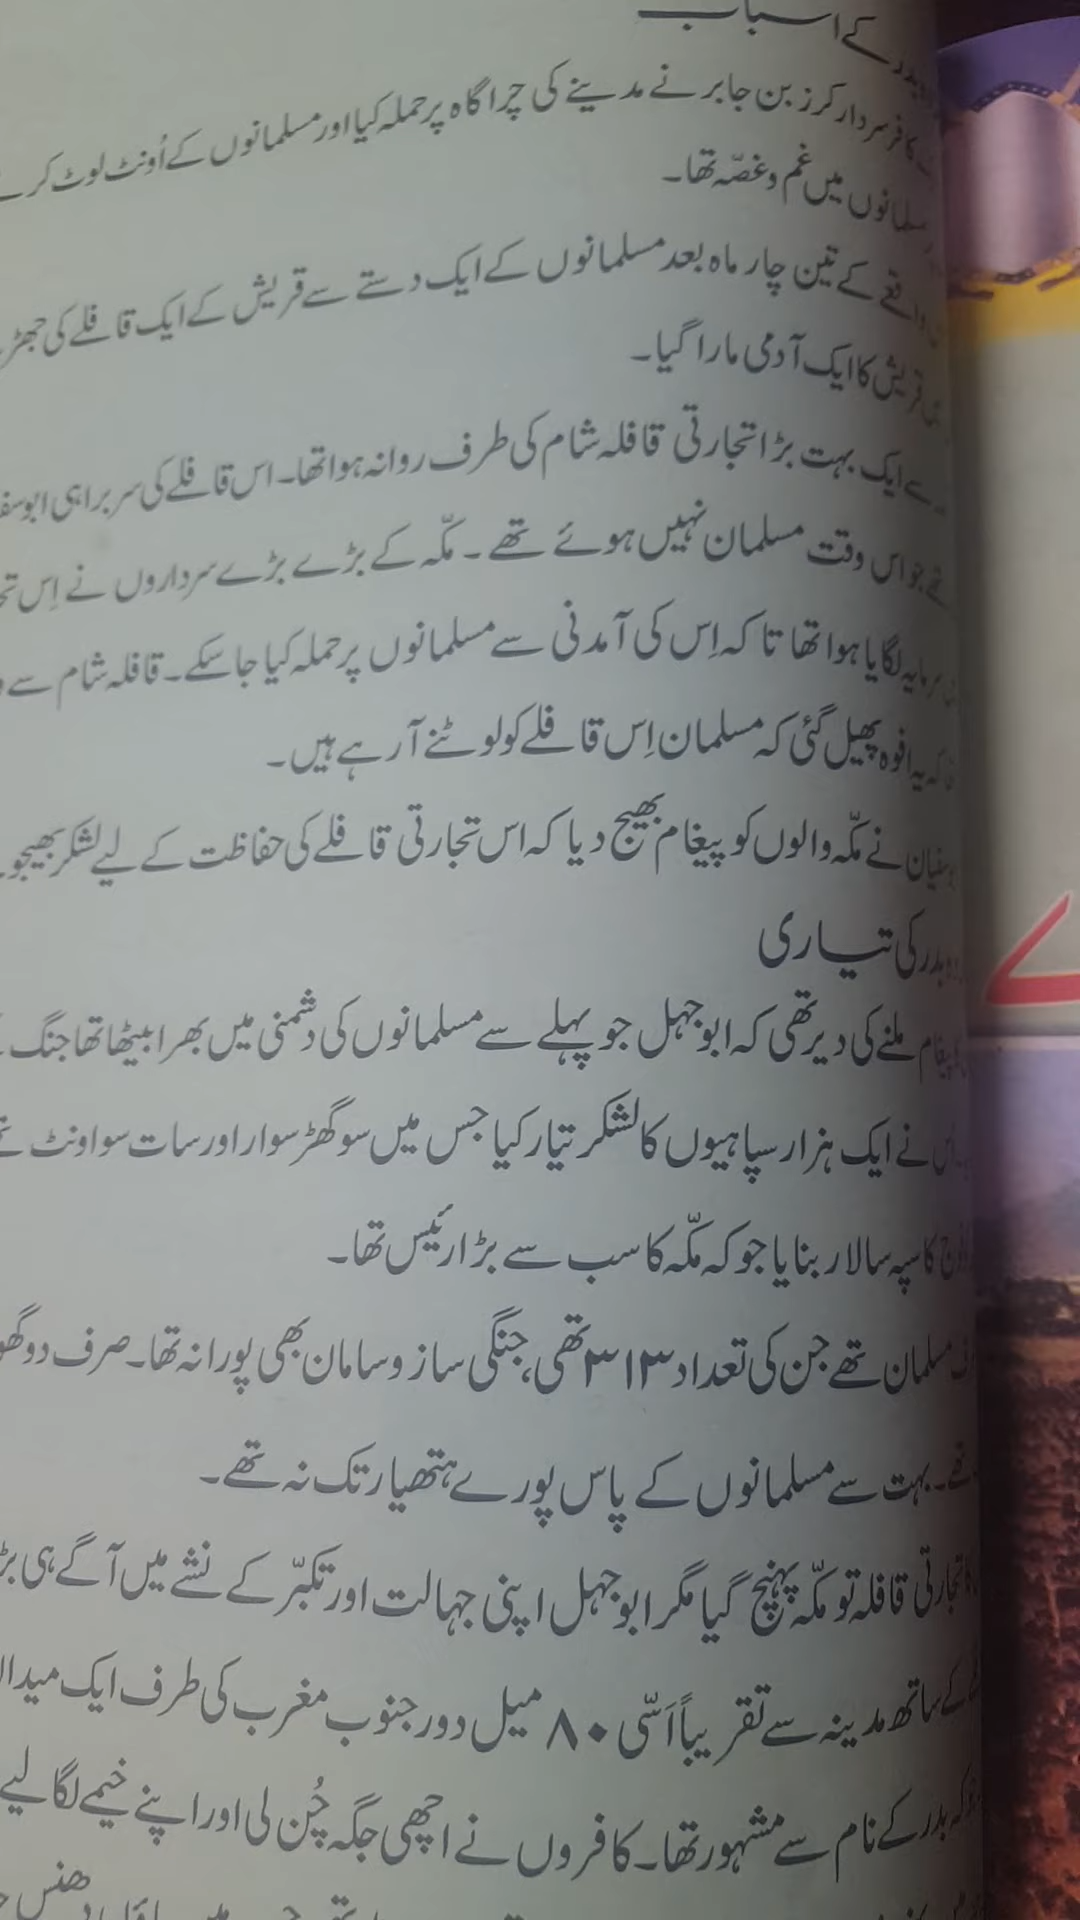 کے اسباب
کافر سردار کرز بن جابر نے مدینے کی چراگاہ پر حملہ کیا اور مسلمانوں کے اُونٹ لوٹ کر
مسلمانوں میں غم و غصّہ تھا۔
واقعے کے تین چار ماہ بعد مسلمانوں کے ایک دستے سے قریش کے ایک قافلے کی
قریش کا ایک آدمی مارا گیا۔
سے ایک بہت بڑا تجارتی قافلہ شام کی طرف روانہ ہوا تھا۔ اس قافلے کی سربراہی
جو اس وقت مسلمان نہیں ہوئے تھے۔ مکّہ کے بڑے بڑے سرداروں نے اِس
سرمایہ لگایا ہوا تھا تاکہ اِس کی آمدنی سے مسلمانوں پر حملہ کیا جا سکے۔ قافلہ شام سے
یہ افوہ پھیل گئی کہ مسلمان اِس قافلے کو لوٹنے آ رہے ہیں۔
نے مکّہ والوں کو پیغام بھیج دیا کہ اس تجارتی قافلے کی حفاظت کے لیے لشکر بھیجو
بدر کی تیاری
پیغام ملنے کی دیر تھی کہ ابوجہل جو پہلے سے مسلمانوں کی دشمنی میں بھرا بیٹھا تھا جنگ
نے ایک ہزار سپاہیوں کا لشکر تیار کیا جس میں سو گھڑ سوار اور سات سو اونٹ
کا سپہ سالار بنایا جو کہ مکّہ کا سب سے بڑا رئیس تھا۔
مسلمان تھے جن کی تعداد ۳۱۳ تھی، جنگی ساز و سامان بھی پورا نہ تھا۔ صرف دو
بہت سے مسلمانوں کے پاس پورے ہتھیار تک نہ تھے۔
تجارتی قافلہ تو مکّہ پہنچ گیا مگر ابوجہل اپنی جہالت اور تکبّر کے نشے میں آگے ہی
کے ساتھ مدینہ سے تقریباً اَسّی ۸۰ میل دور جنوب مغرب کی طرف ایک
بدر کے نام سے مشہور تھا۔ کافروں نے اچھی جگہ چُن لی اور اپنے خیمے لگا لیے